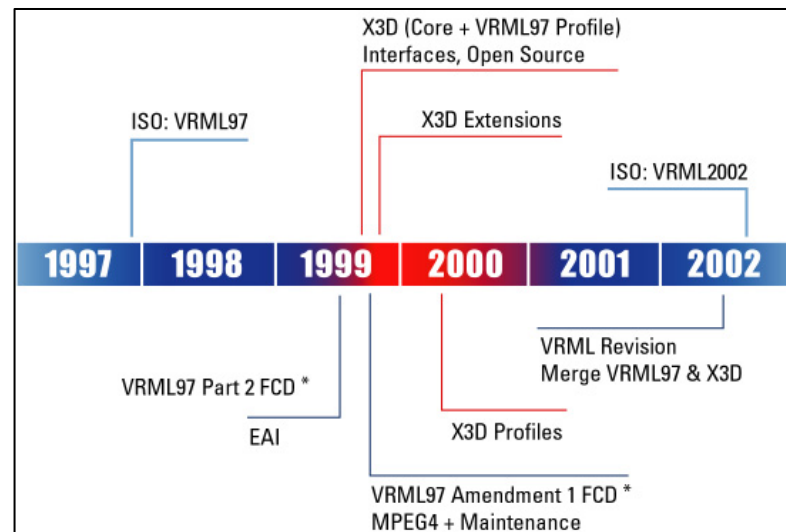 X3D (Core + VRML97 Profile)
Interfaces, Open Source
ISO: VRML97
X3D Extensions
ISO: VRML2002
1997
1998
1999
2000
2001
2002
VRML Revision
Merge VRML97 & X3D
VRML97 Part 2 FCD *
EAI
X3D Profiles
VRML97 Amendment 1 FCD *
MPEG4 + Maintenance